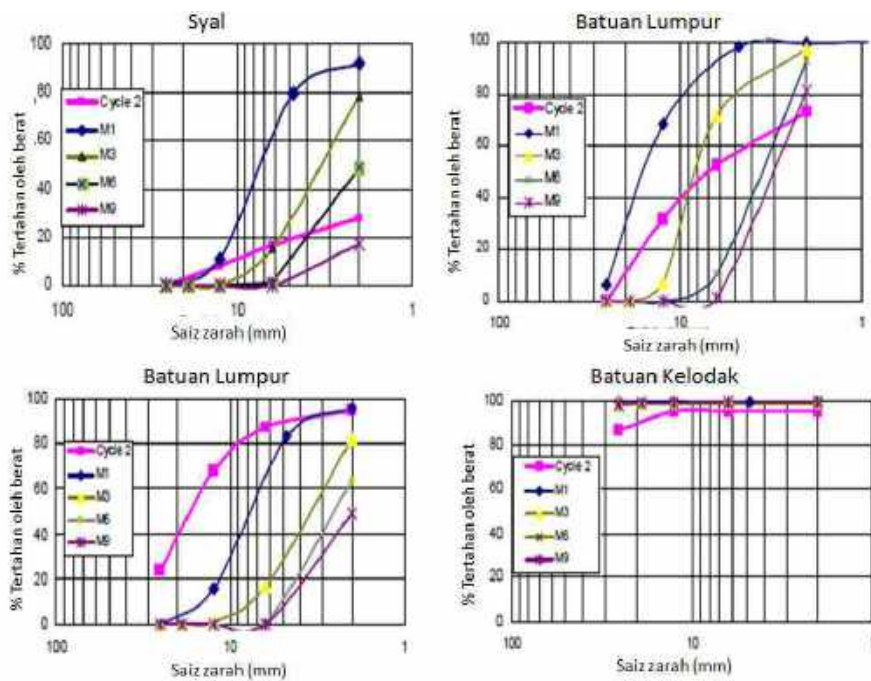 Syal
100
80
60
40
20
0
100
10
1
% Tertahan oleh berat
Saiz zarah (mm)
Cycle 2
M1
M3
M6
M9
Batuan Lumpur
100
80
60
40
20
0
100
10
1
% Tertahan oleh berat
Saiz zarah (mm)
Cycle 2
M1
M3
M6
M9
Batuan Lumpur
100
80
60
40
20
0
100
10
1
% Tertahan oleh berat
Saiz zarah (mm)
Cycle 2
M1
M3
M6
M9
Batuan Kelodak
100
80
60
40
20
0
100
10
1
% Tertahan oleh berat
Saiz zarah (mm)
Cycle 2
M1
M3
M6
M9